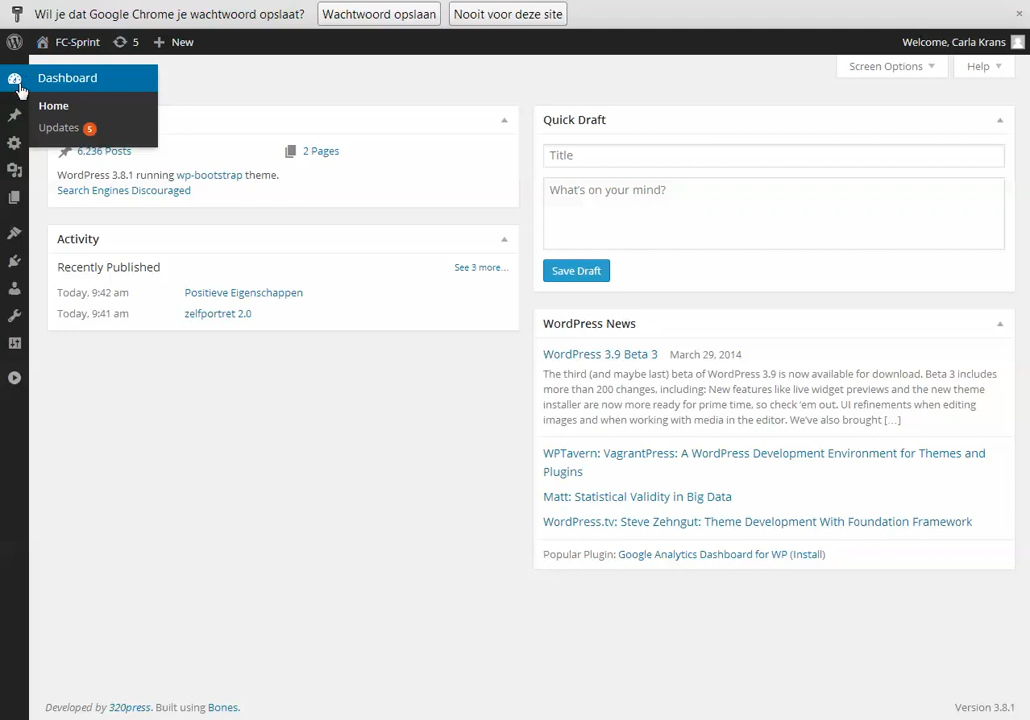 Wil je dat Google Chrome je wachtwoord opslaat?
Wachtwoord opslaan
Nooit voor deze site
×
FC-Sprint
5
+ New
Welcome, Carla Krans
Dashboard
Home
Updates 5
Screen Options
Help
6.236 Posts
2 Pages
WordPress 3.8.1 running wp-bootstrap theme.
Search Engines Discouraged
Activity
Recently Published
See 3 more...
Today, 9:42 am
Positieve Eigenschappen
Today, 9:41 am
zelfportret 2.0
Quick Draft
Title
What's on your mind?
Save Draft
WordPress News
WordPress 3.9 Beta 3 March 29, 2014
The third (and maybe last) beta of WordPress 3.9 is now available for download. Beta 3 includes
more than 200 changes, including: New features like live widget previews and the new theme
installer are now more ready for prime time, so check 'em out. UI refinements when editing
images and when working with media in the editor. We've also brought […]
WPTavern: VagrantPress: A WordPress Development Environment for Themes and
Plugins
Matt: Statistical Validity in Big Data
WordPress.tv: Steve Zehngut: Theme Development With Foundation Framework
Popular Plugin: Google Analytics Dashboard for WP (Install)
Developed by 320press. Built using Bones.
Version 3.8.1